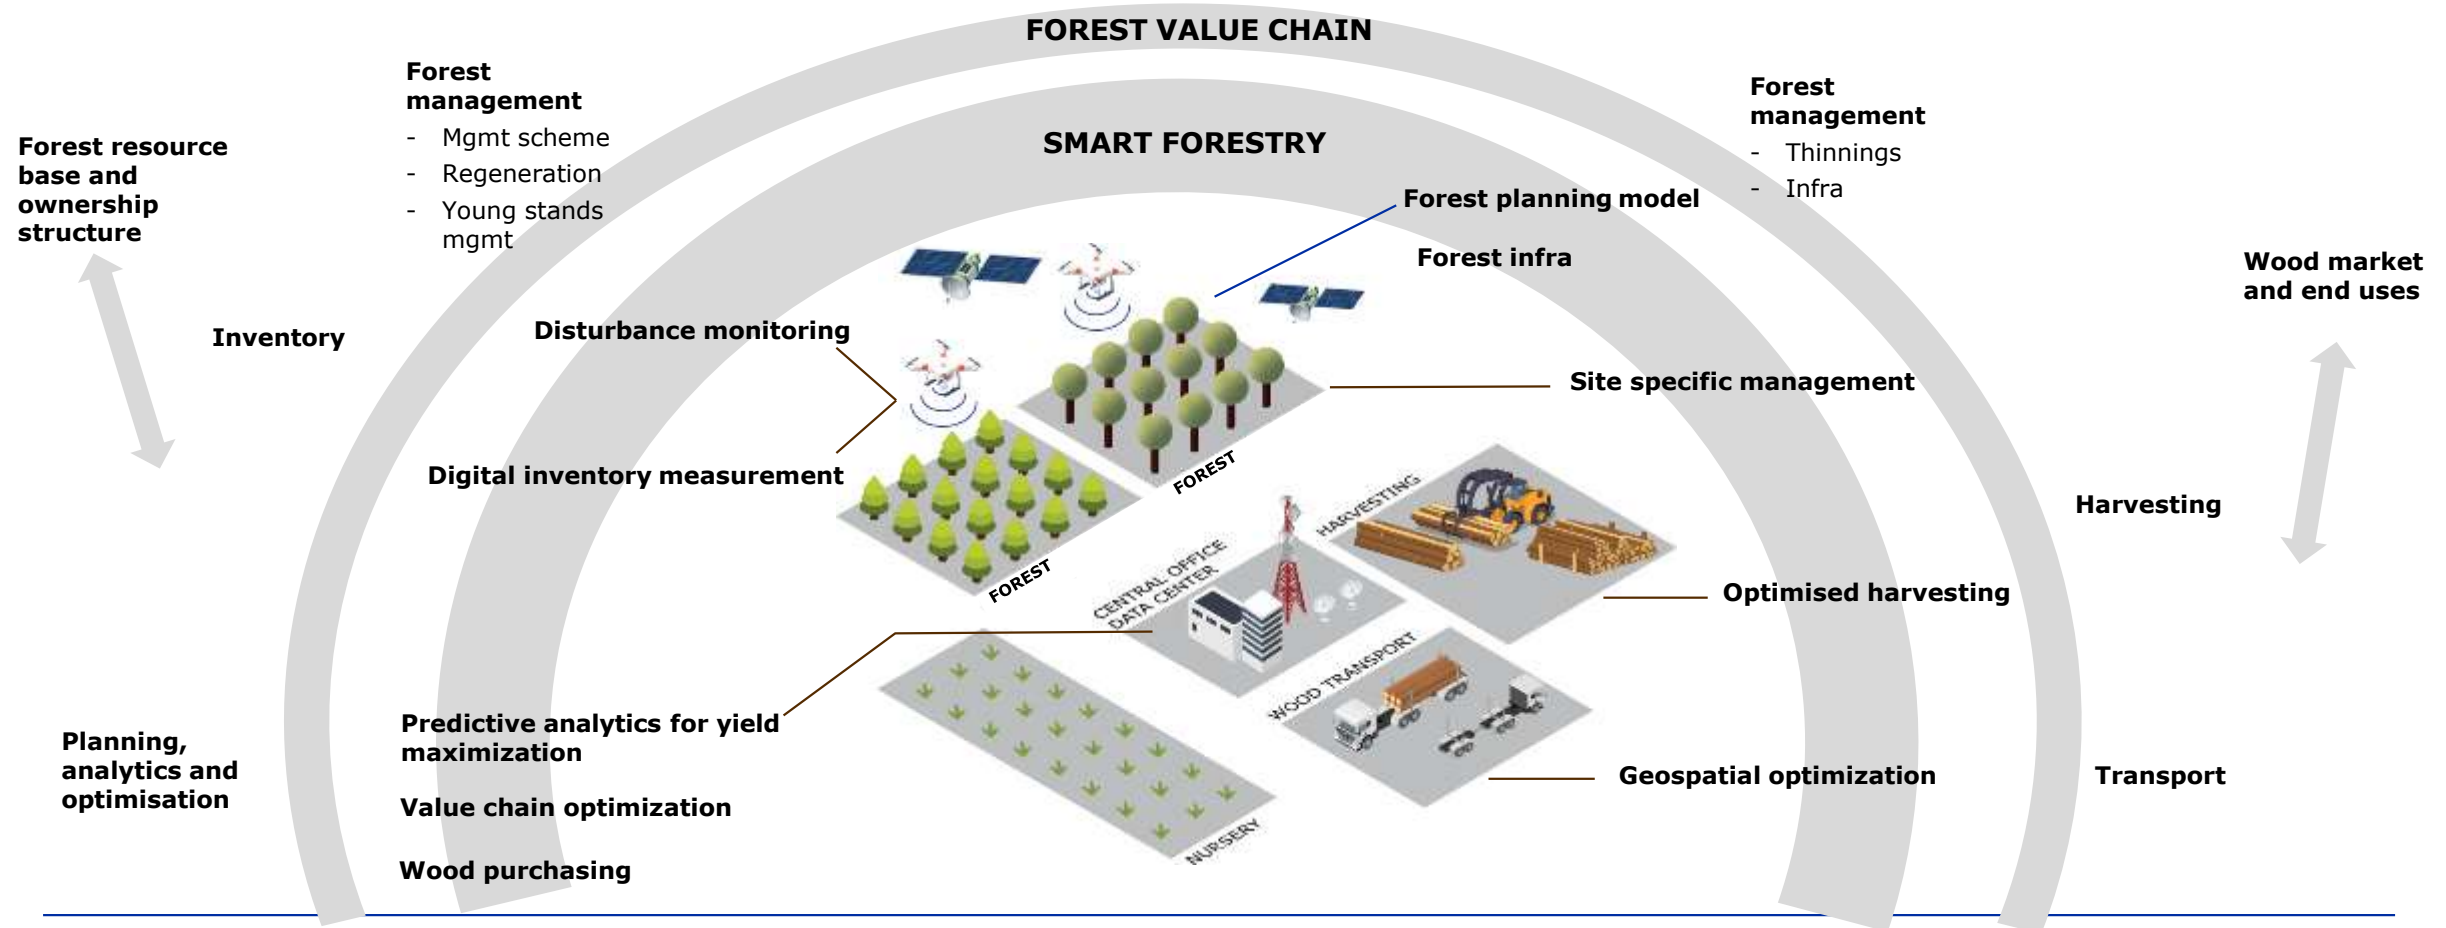 FOREST VALUE CHAIN
Forest
management
- Mgmt scheme
- Regeneration
- Young stands
mgmt
Forest
management
- Thinnings
- Infra
SMART FORESTRY
Forest resource
base and
ownership
structure
Forest planning model
Forest infra
Wood market
and end uses
Inventory
Disturbance monitoring
Site specific management
Digital inventory measurement
FOREST
FOREST
HARVESTING
Harvesting
CENTRAL OFFICE
DATA CENTER
Optimised harvesting
WOOD TRANSPORT
Planning,
analytics and
optimisation
Predictive analytics for yield
maximization
Value chain optimization
Wood purchasing
NURSERY
Geospatial optimization
Transport